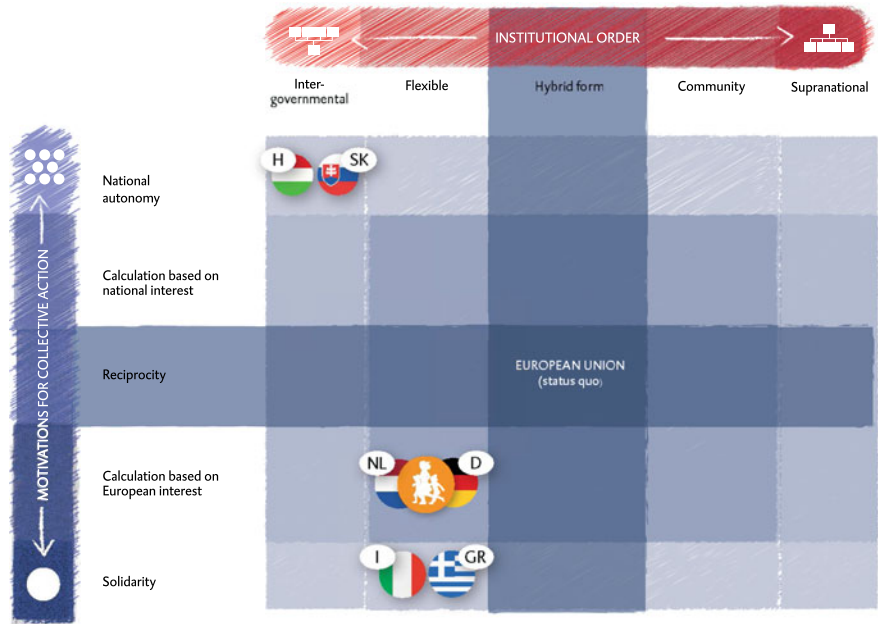 INSTITUTIONAL ORDER
Inter-
governmental
Flexible
Hybrid form
Community
Supranational
MOTIVATIONS FOR COLLECTIVE ACTION
National
autonomy
H
SK
Calculation based on
national interest
Reciprocity
EUROPEAN UNION
(status quo)
Calculation based on
European interest
NL
D
Solidarity
I
GR